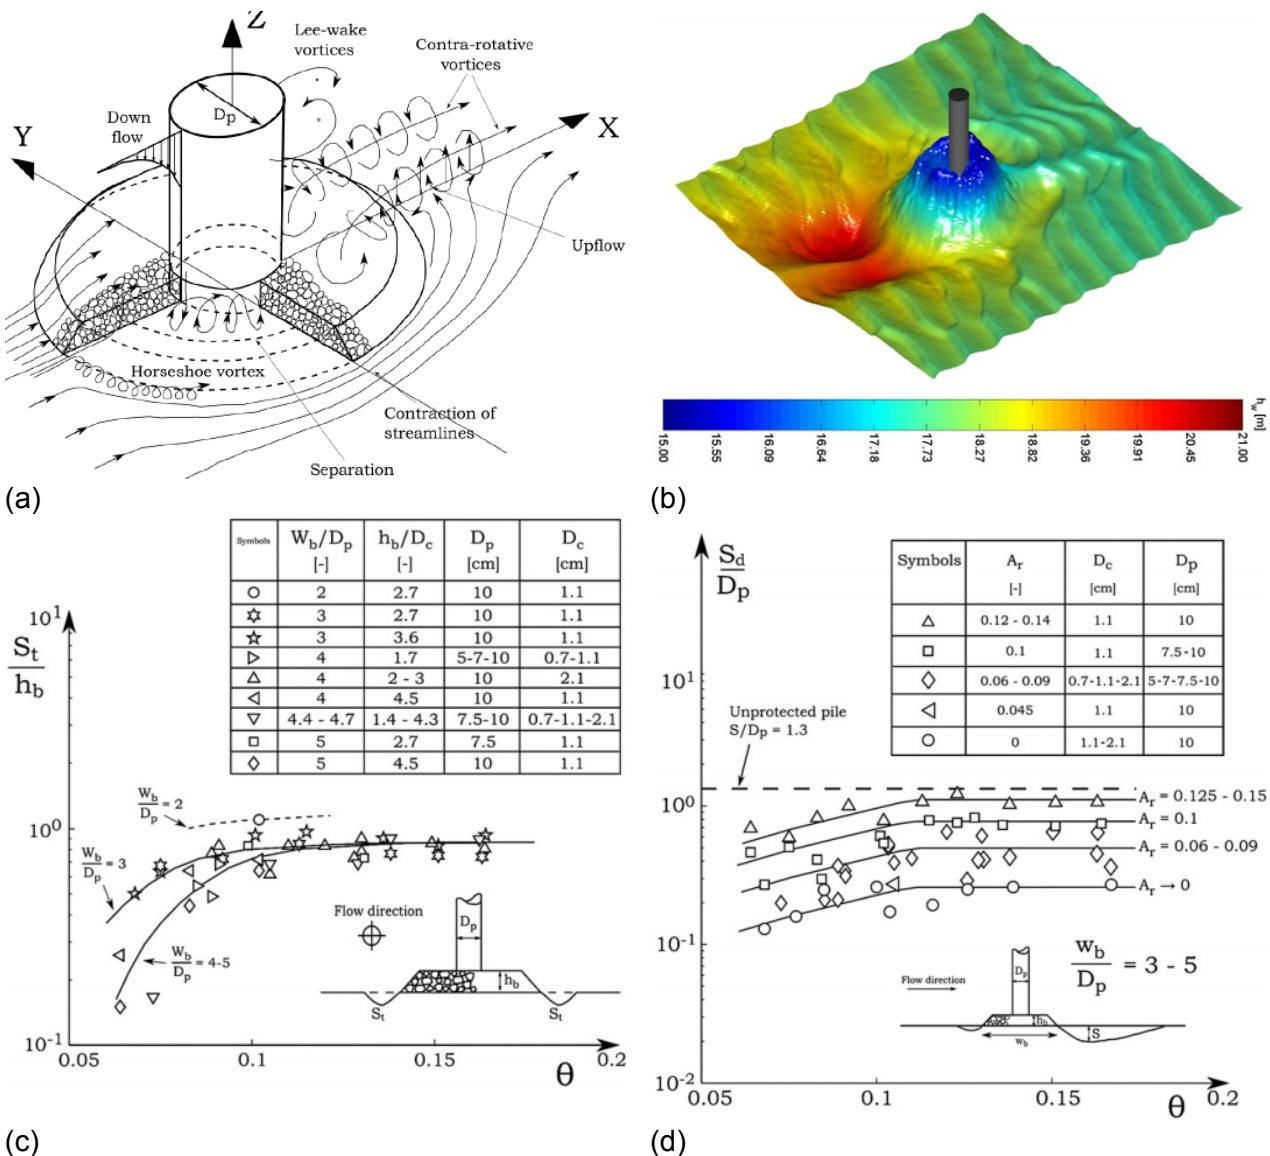 Z
Lee-wake
vortices
Contra-rotative
vortices
Down
flow
Dp
Y
X
Upflow
Horseshoe vortex
Contraction of
streamlines
Separation
(a)
hw [m]
15.00 15.55 16.09 16.64 17.18 17.73 18.27 18.82 19.36 19.91 20.45 21.00
(b)
Symbols Wb/Dp [-] hb/Dc [-] Dp [cm] Dc [cm]
2 2.7 10 1.1
3 2.7 10 1.1
3 3.6 10 1.1
4 1.7 5-7-10 0.7-1.1
4 2 - 3 10 2.1
4 4.5 10 1.1
4.4 - 4.7 1.4 - 4.3 7.5-10 0.7-1.1-2.1
5 2.7 7.5 1.1
5 4.5 10 1.1
St/hb
10^1
10^0
10^-1
Wb/Dp = 2
Wb/Dp = 3
Wb/Dp = 4-5
Flow direction
Dp
hb
St St
0.05 0.1 0.15 0.2
θ
(c)
Sd/Dp
Symbols Ar [-] Dc [cm] Dp [cm]
0.12 - 0.14 1.1 10
0.1 1.1 7.5-10
0.06 - 0.09 0.7-1.1-2.1 5-7-7.5-10
0.045 1.1 10
0 1.1-2.1 10
10^1
10^0
10^-1
10^-2
Unprotected pile
S/Dp = 1.3
Ar = 0.125 - 0.15
Ar = 0.1
Ar = 0.06 - 0.09
Ar → 0
Wb/Dp = 3 - 5
Flow direction
Dp
hb
wb
S
0.05 0.1 0.15 0.2
θ
(d)